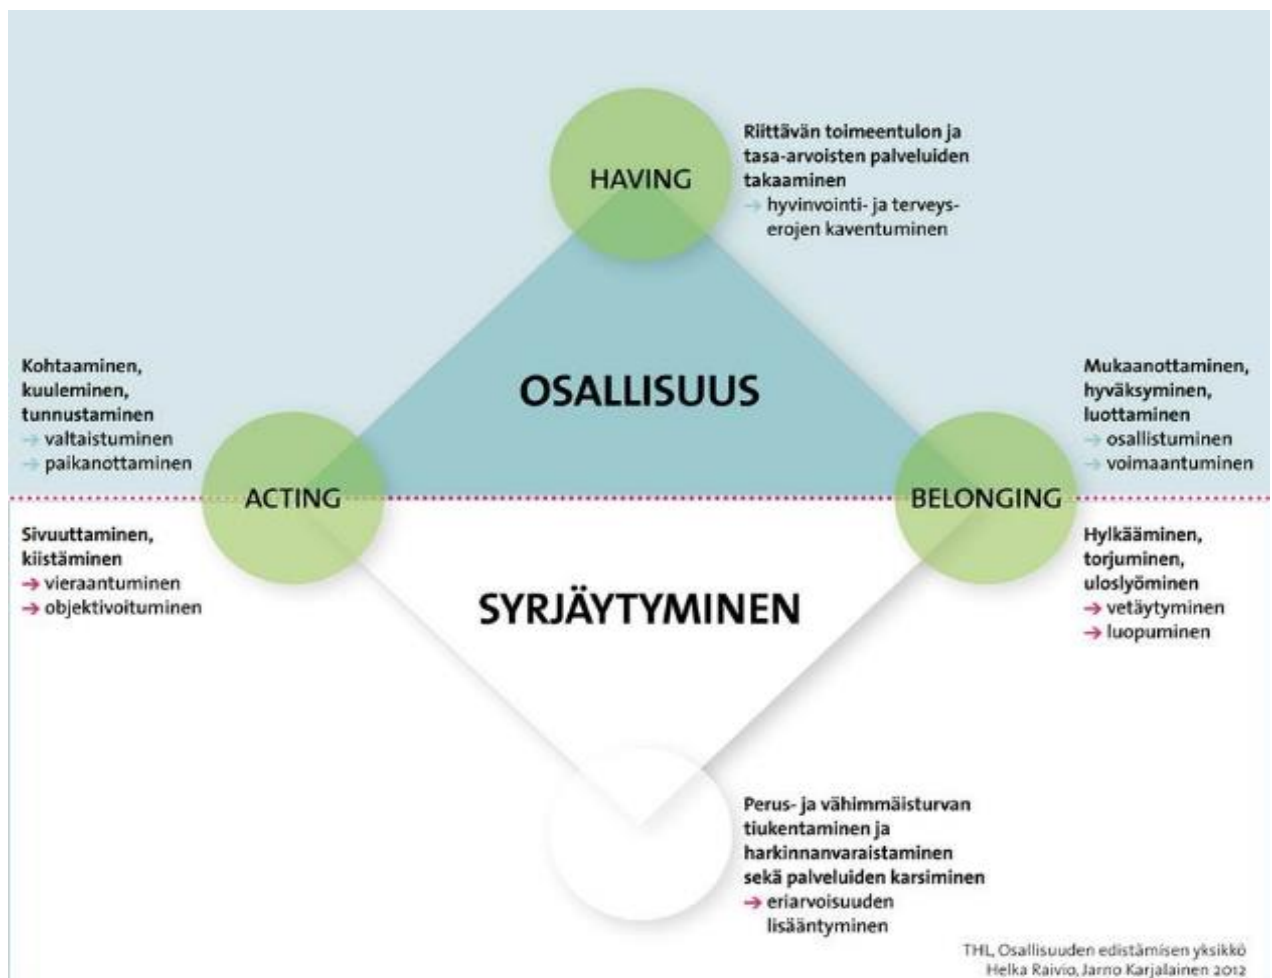 HAVING
Riittävän toimeentulon ja
tasa-arvoisten palveluiden
takaaminen
→ hyvinvointi- ja terveys-
erojen kaventuminen
OSALLISUUS
Kohtaaminen,
kuuleminen,
tunnustaminen
→ valtaistuminen
→ paikanottaminen
Mukaanottaminen,
hyväksyminen,
luottaminen
→ osallistuminen
→ voimaantuminen
ACTING
BELONGING
Sivuuttaminen,
kiistäminen
→ vieraantuminen
→ objektivoituminen
SYRJÄYTYMINEN
Hylkääminen,
torjuminen,
uloslyöminen
→ vetäytyminen
→ luopuminen
Perus- ja vähimmäisturvan
tiukentaminen ja
harkinnanvaraistaminen
sekä palveluiden karsiminen
→ eriarvoisuuden
lisääntyminen
THL, Osallisuuden edistämisen yksikkö
Helka Raivio, Jarno Karjalainen 2012